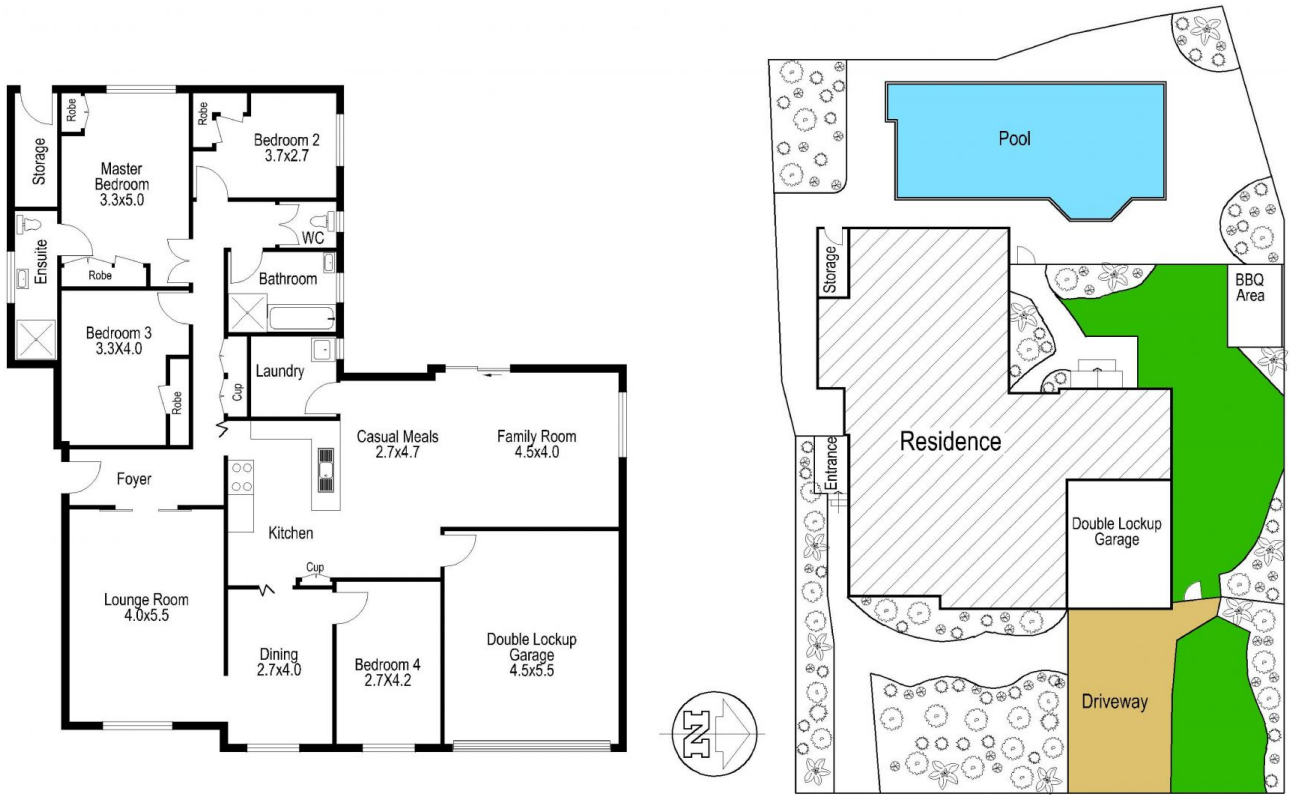 Robe
Storage
Master
Bedroom
3.3x5.0
Robe
Bedroom 2
3.7x2.7
WC
Ensuite
Robe
Bathroom
Bedroom 3
3.3X4.0
Robe
Cup
Laundry
Casual Meals
2.7x4.7
Family Room
4.5x4.0
Foyer
Kitchen
Cup
Lounge Room
4.0x5.5
Dining
2.7x4.0
Bedroom 4
2.7X4.2
Double Lockup
Garage
4.5x5.5
N
Pool
Storage
BBQ
Area
Residence
Entrance
Double Lockup
Garage
Driveway